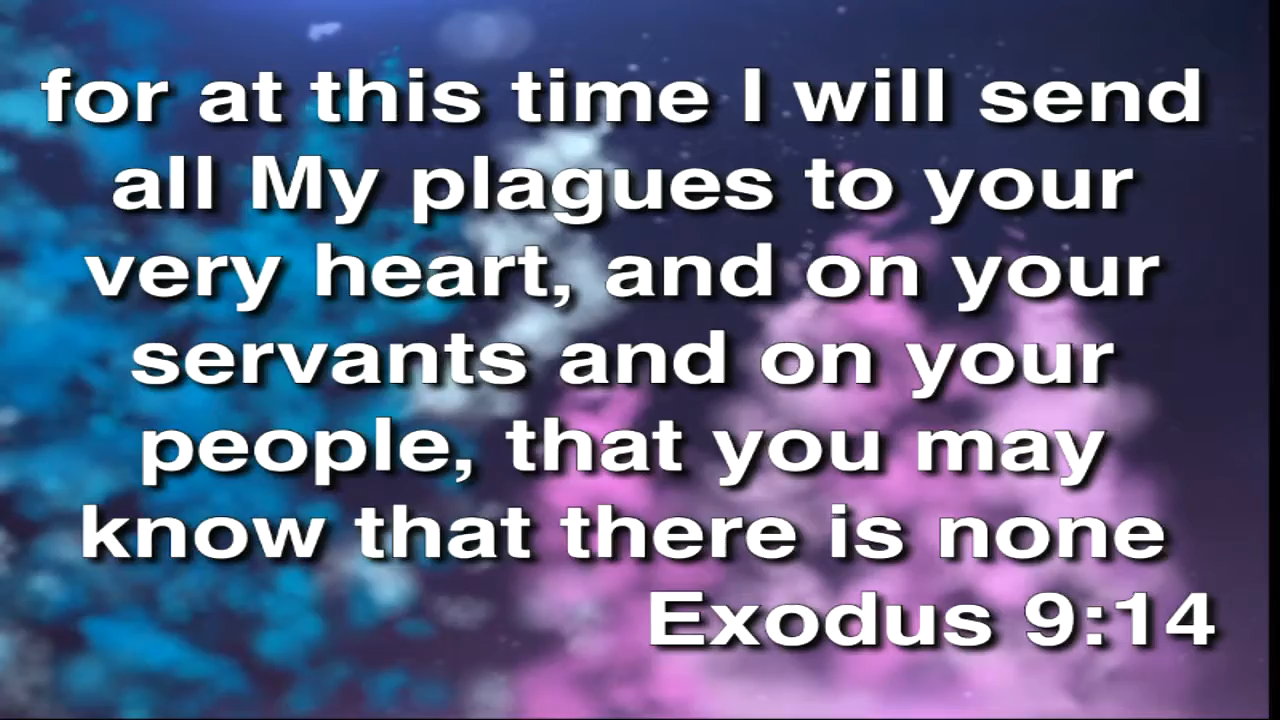 for at this time I will send
all My plagues to your
very heart, and on your
servants and on your
people, that you may
know that there is none
Exodus 9:14